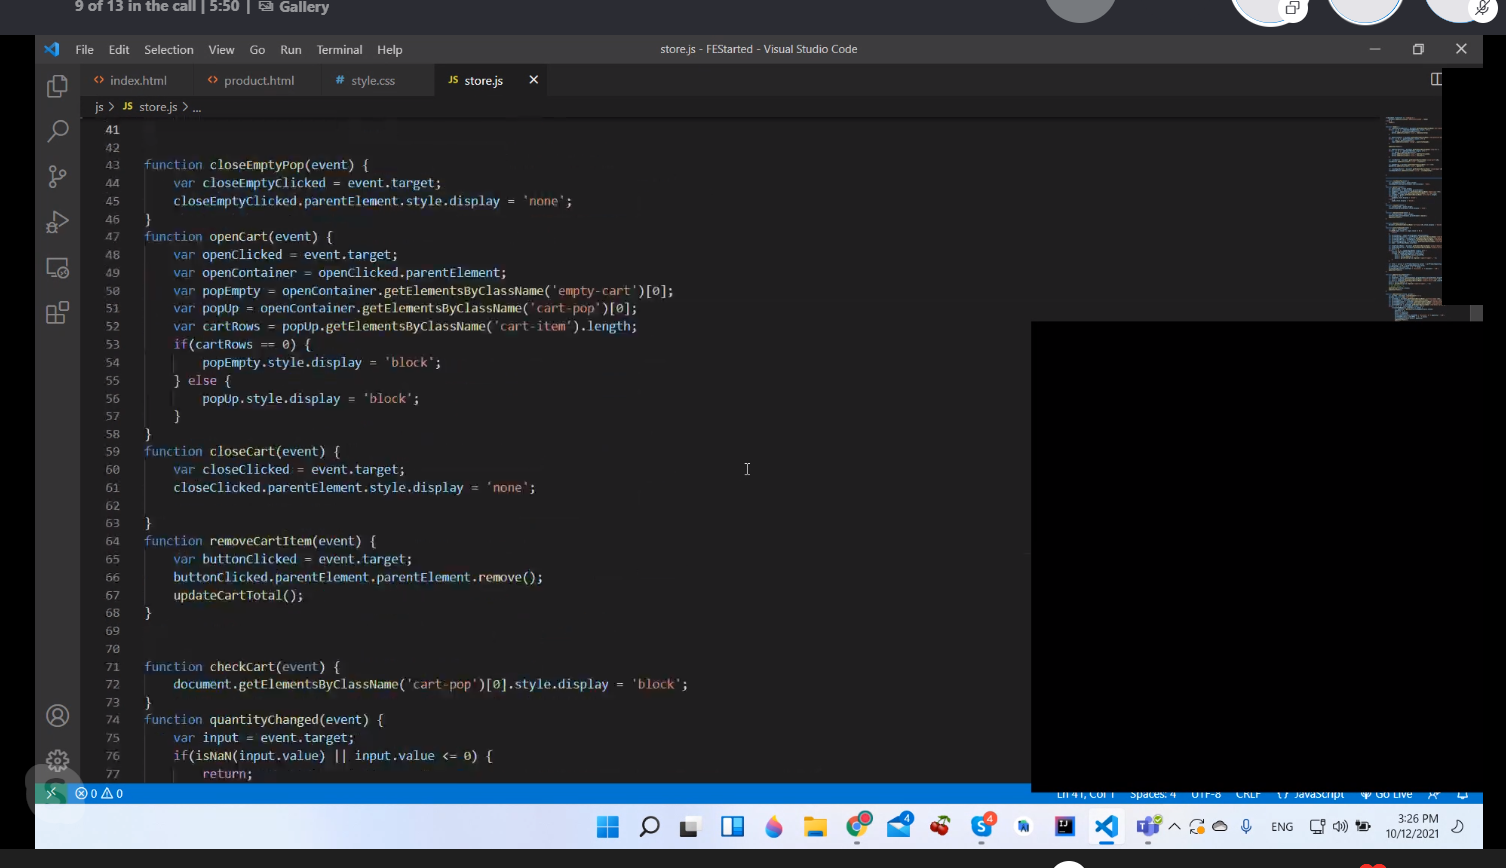 9 of 13 in the call | 5:50 | Gallery
File Edit Selection View Go Run Terminal Help
store.js - FEStarted - Visual Studio Code
<> index.html <> product.html # style.css JS store.js
js > JS store.js > ...
41
42
43 function closeEmptyPop(event) {
44 var closeEmptyClicked = event.target;
45 closeEmptyClicked.parentElement.style.display = 'none';
46 }
47 function openCart(event) {
48 var openClicked = event.target;
49 var openContainer = openClicked.parentElement;
50 var popEmpty = openContainer.getElementsByClassName('empty-cart')[0];
51 var popUp = openContainer.getElementsByClassName('cart-pop')[0];
52 var cartRows = popUp.getElementsByClassName('cart-item').length;
53 if(cartRows == 0) {
54 popEmpty.style.display = 'block';
55 } else {
56 popUp.style.display = 'block';
57 }
58 }
59 function closeCart(event) {
60 var closeClicked = event.target;
61 closeClicked.parentElement.style.display = 'none';
62
63 }
64 function removeCartItem(event) {
65 var buttonClicked = event.target;
66 buttonClicked.parentElement.parentElement.remove();
67 updateCartTotal();
68 }
69
70
71 function checkCart(event) {
72 document.getElementsByClassName('cart-pop')[0].style.display = 'block';
73 }
74 function quantityChanged(event) {
75 var input = event.target;
76 if(isNaN(input.value) || input.value <= 0) {
77 return;
0 0 Ln 41, Col 1 Spaces: 4 UTF-8 CRLF {} JavaScript Go Live
4 4 ENG 3:26 PM
10/12/2021